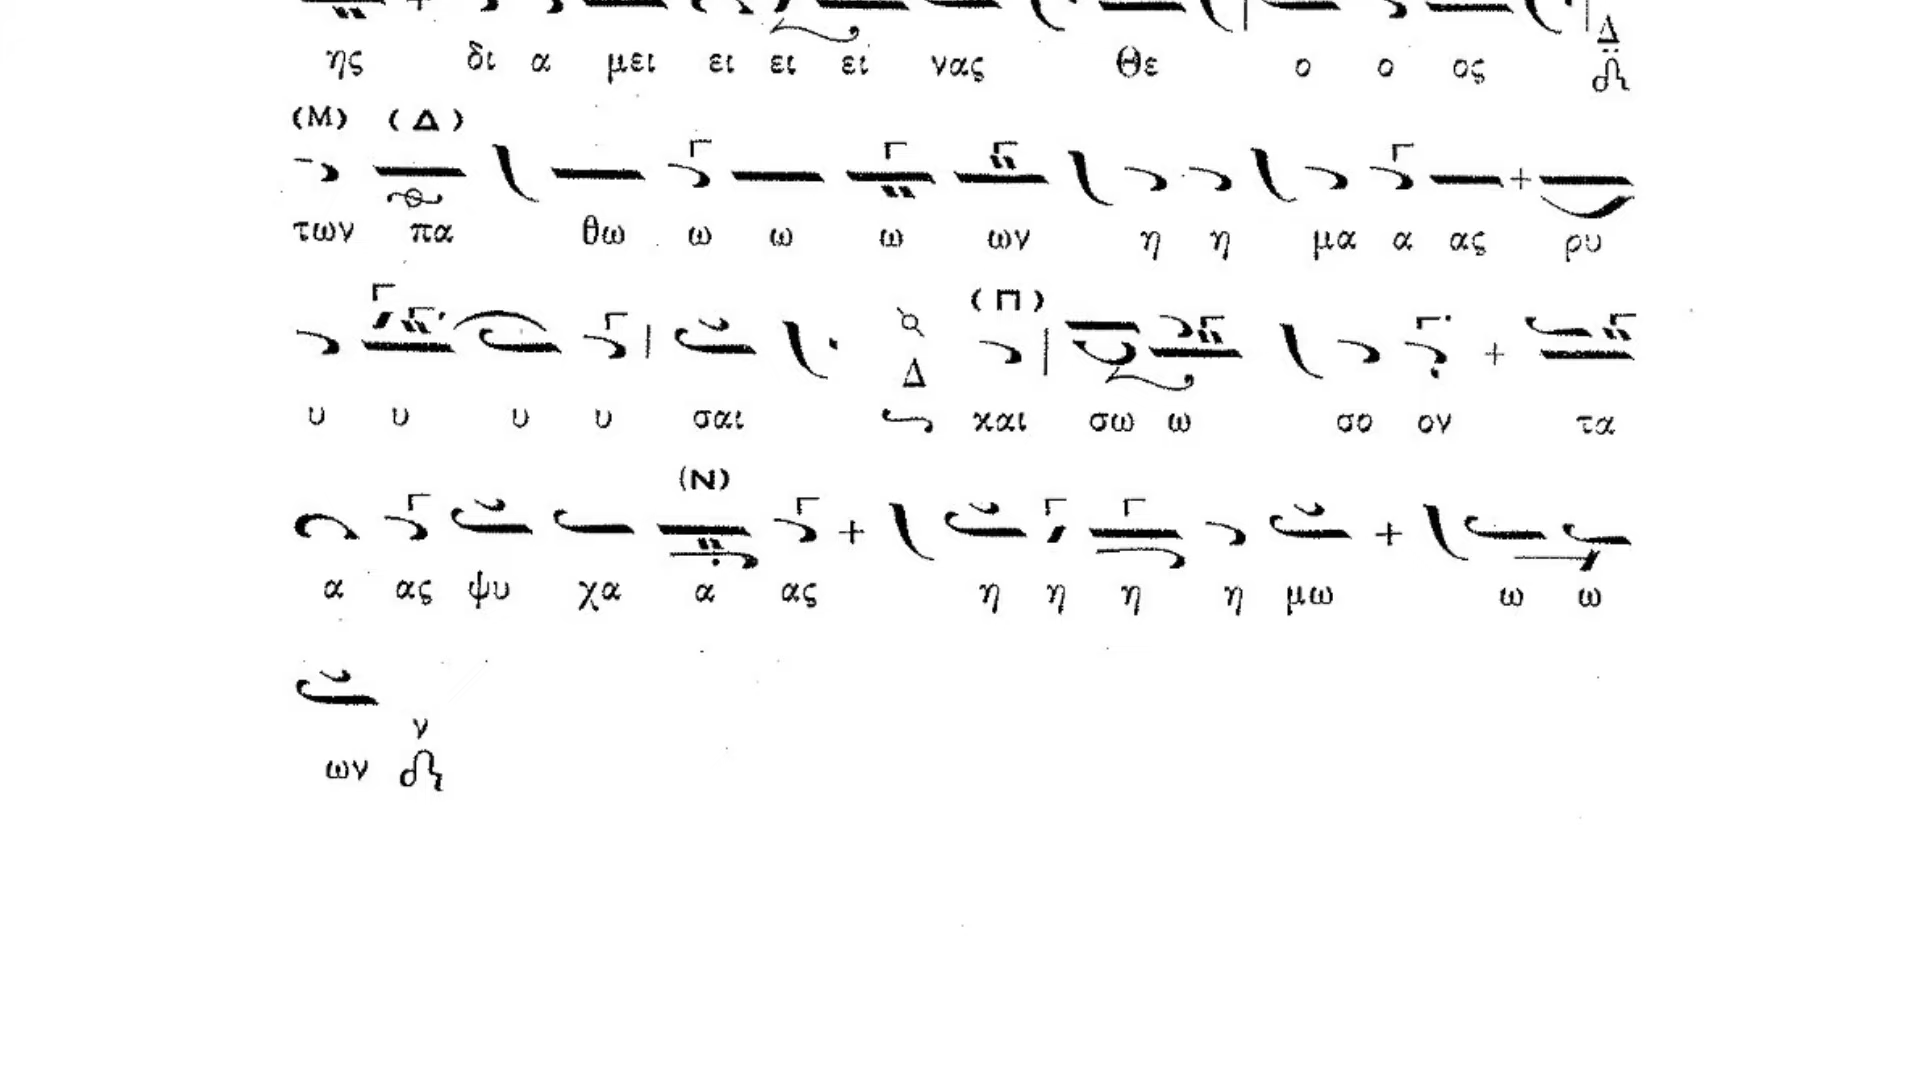 ης δι α μει ει ει ει νας Θε ο ο ος Δ
(Μ) (Δ)
των πα θω ω ω ω ων η η μα α ας ρυ
(Π)
υ υ υ υ σαι Δ και σω ω σο ον τα
(Ν)
α ας ψυ χα α ας η η η η μω ω ω
ων ν